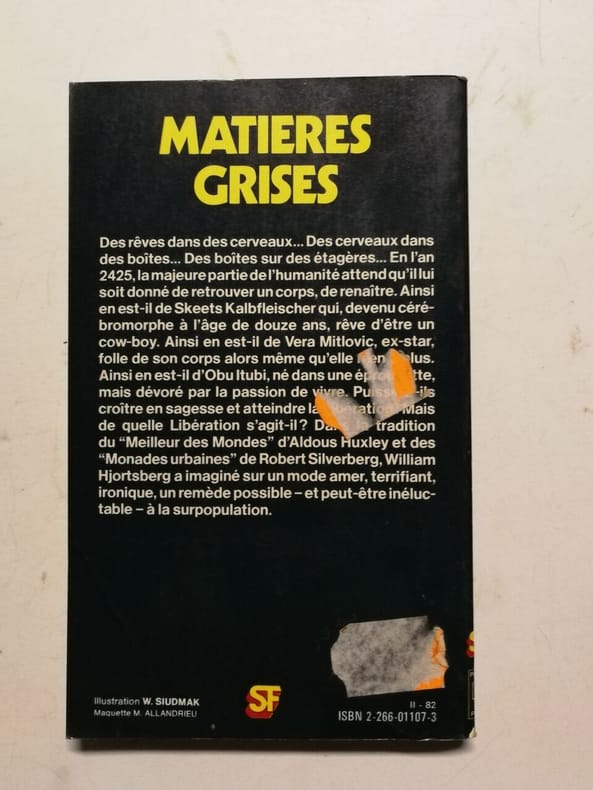 MATIERES
GRISES
Des rêves dans des cerveaux... Des cerveaux dans
des boîtes... Des boîtes sur des étagères... En l'an
2425, la majeure partie de l'humanité attend qu'il lui
soit donné de retrouver un corps, de renaître. Ainsi
en est-il de Skeets Kalbfleischer qui, devenu céré-
bromorphe à l'âge de douze ans, rêve d'être un
cow-boy. Ainsi en est-il de Vera Mitlovic, ex-star,
folle de son corps alors même qu'elle plus.
Ainsi en est-il d'Obu Itubi, né dans une
mais dévoré par la passion de vivre.
croître en sagesse et atteindre Mais
de quelle Libération s'agit-il? Dans la tradition
du "Meilleur des Mondes" d'Aldous Huxley et des
"Monades urbaines" de Robert Silverberg, William
Hjortsberg a imaginé sur un mode amer, terrifiant,
ironique, un remède possible – et peut-être inéluc-
table – à la surpopulation.
Illustration W. SIUDMAK
Maquette M. ALLANDRIEU
SF
II - 82
ISBN 2-266-01107-3